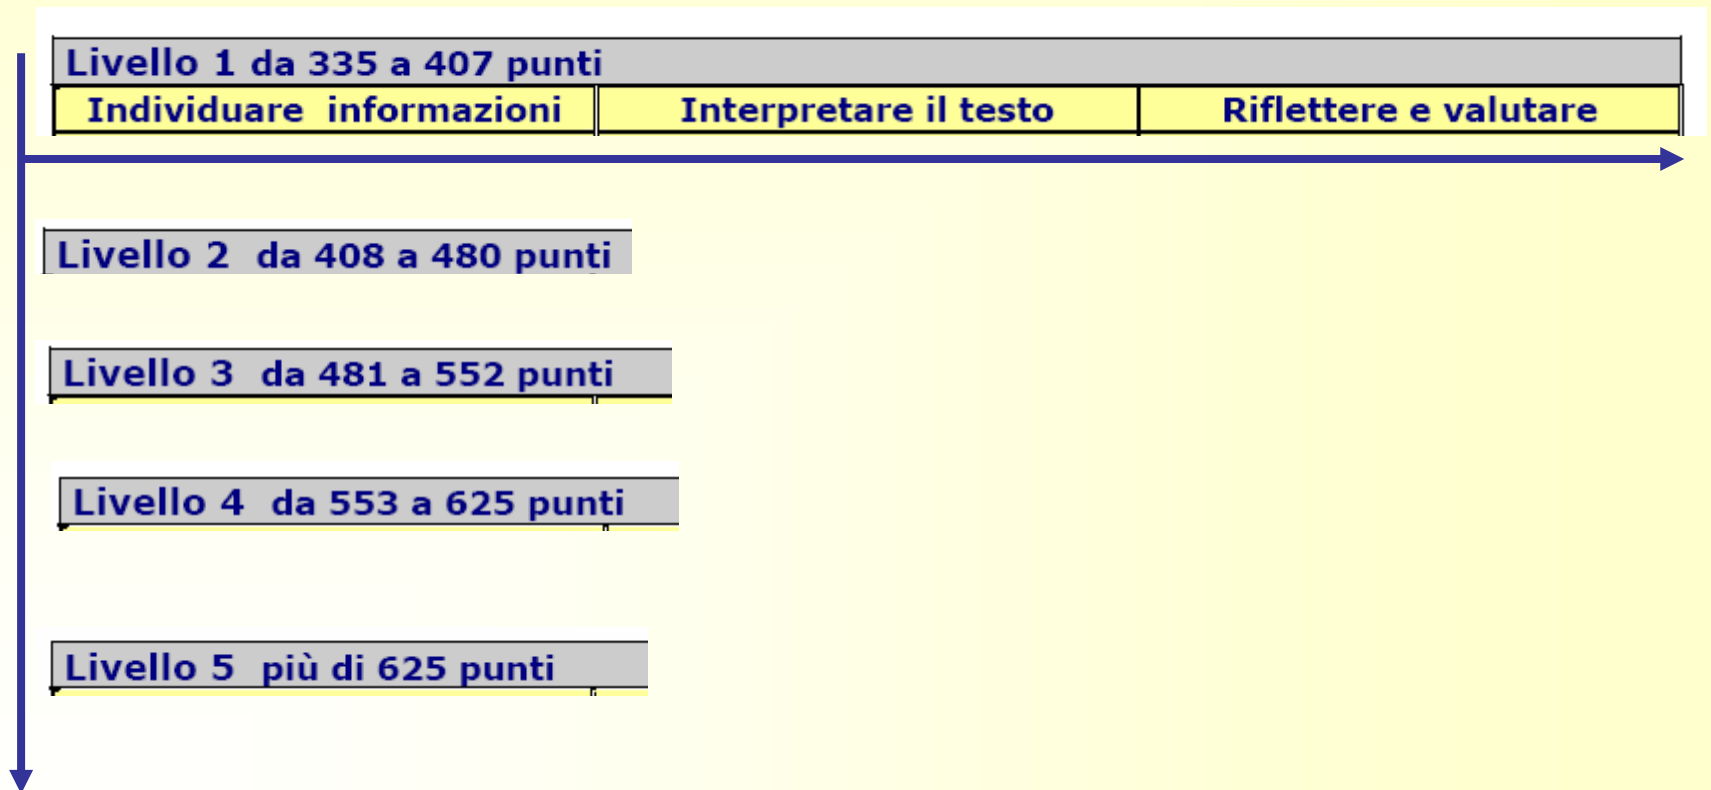 Livello 1 da 335 a 407 punti
Individuare informazioni Interpretare il testo Riflettere e valutare
Livello 2 da 408 a 480 punti
Livello 3 da 481 a 552 punti
Livello 4 da 553 a 625 punti
Livello 5 più di 625 punti